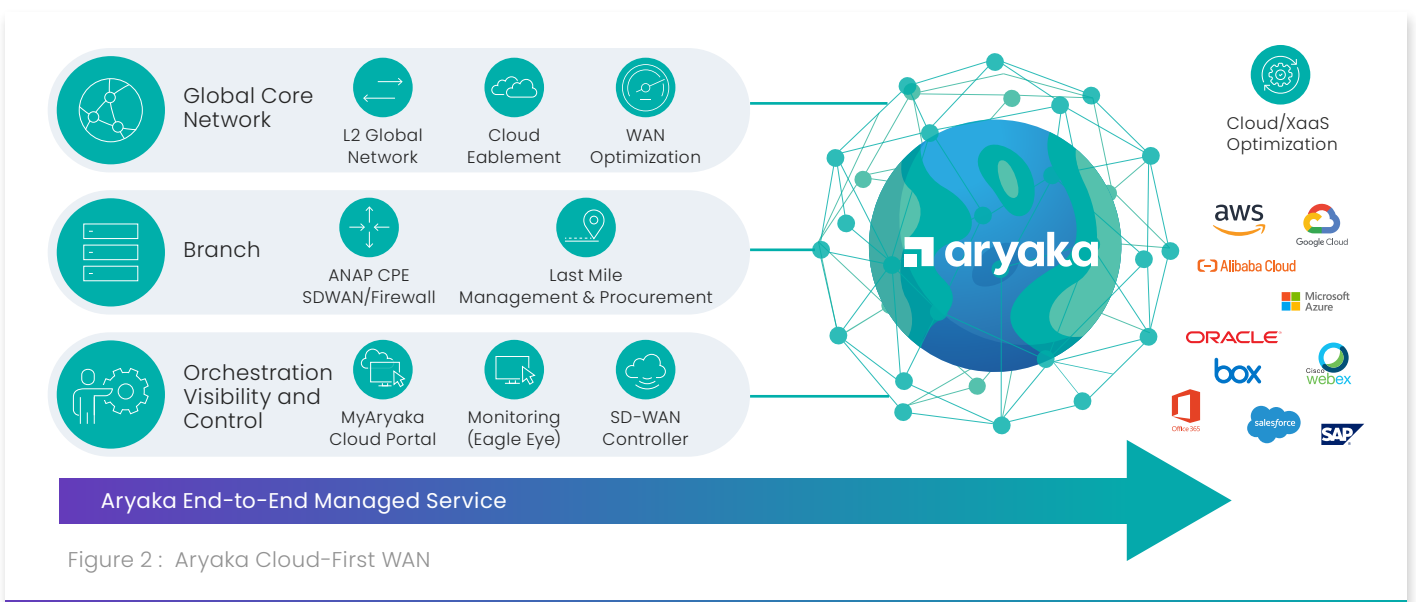 Global Core
Network
L2 Global
Network
Cloud
Eablement
WAN
Optimization
Branch
ANAP CPE
SDWAN/Firewall
Last Mile
Management & Procurement
Orchestration
Visibility and
Control
MyAryaka
Cloud Portal
Monitoring
(Eagle Eye)
SD-WAN
Controller
aryaka
Cloud/XaaS
Optimization
aws
Google Cloud
Alibaba Cloud
Microsoft
Azure
ORACLE
box
Cisco
webex
Office 365
salesforce
SAP
Aryaka End-to-End Managed Service
Figure 2 : Aryaka Cloud-First WAN